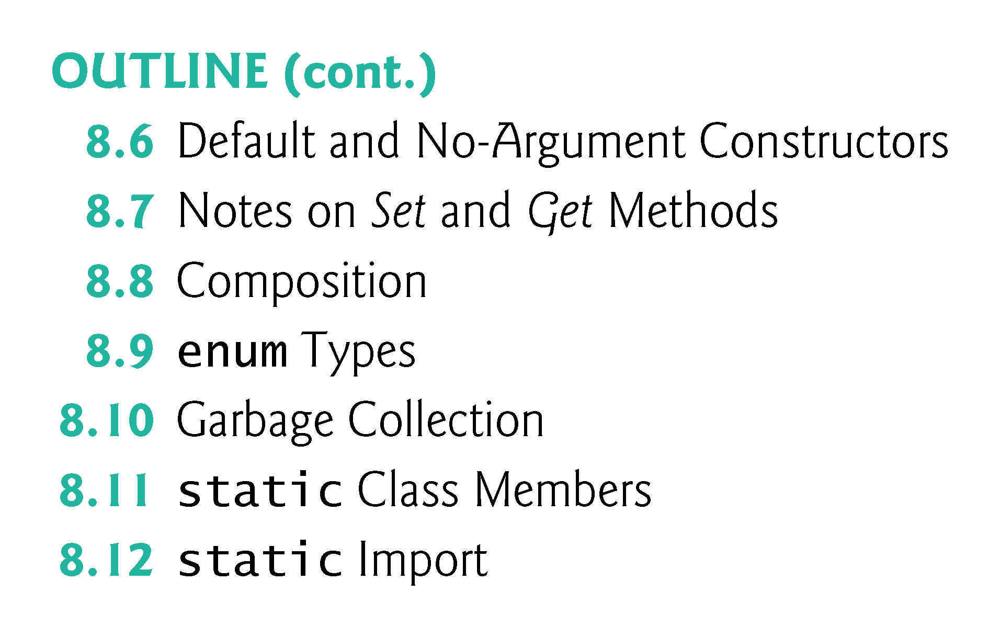 OUTLINE (cont.)
8.6 Default and No-Argument Constructors
8.7 Notes on Set and Get Methods
8.8 Composition
8.9 enum Types
8.10 Garbage Collection
8.11 static Class Members
8.12 static Import